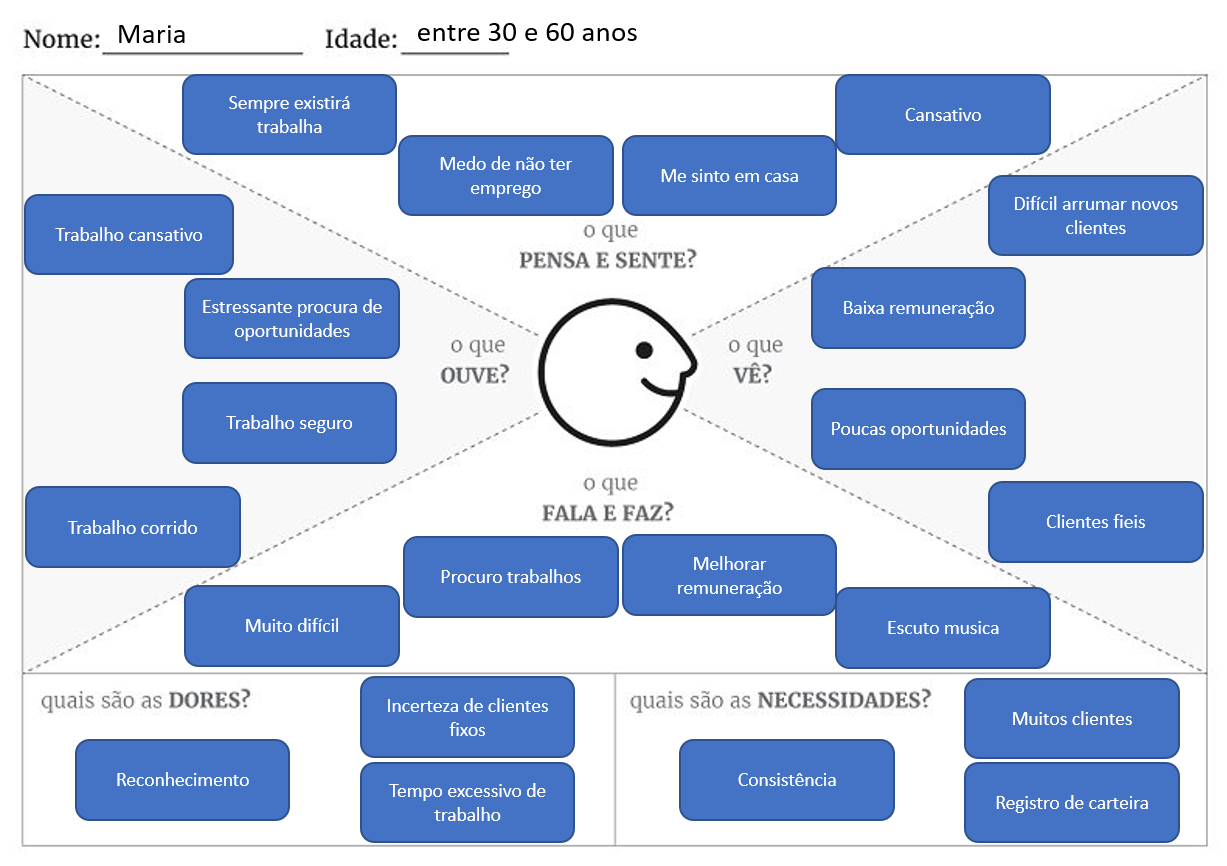 Nome: Maria Idade: entre 30 e 60 anos
Sempre existirá
trabalha
Medo de não ter
emprego
Me sinto em casa
Cansativo
o que
PENSA E SENTE?
Trabalho cansativo
Estressante procura de
oportunidades
Trabalho seguro
Trabalho corrido
o que
OUVE?
o que
VÊ?
Difícil arrumar novos
clientes
Baixa remuneração
Poucas oportunidades
Clientes fieis
o que
FALA E FAZ?
Muito difícil
Procuro trabalhos
Melhorar
remuneração
Escuto musica
quais são as DORES?
Reconhecimento
Incerteza de clientes
fixos
Tempo excessivo de
trabalho
quais são as NECESSIDADES?
Consistência
Muitos clientes
Registro de carteira